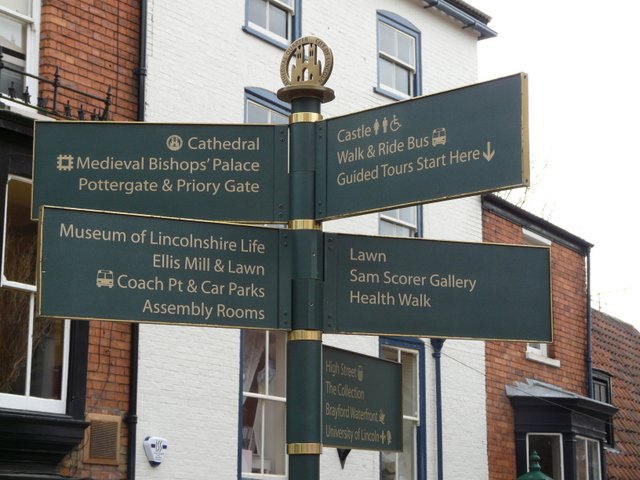 Cathedral
Medieval Bishops' Palace
Pottergate & Priory Gate
Castle
Walk & Ride Bus
Guided Tours Start Here
Museum of Lincolnshire Life
Ellis Mill & Lawn
Coach Pt & Car Parks
Assembly Rooms
Lawn
Sam Scorer Gallery
Health Walk
High Street
The Collection
Brayford Waterfront
University of Lincoln